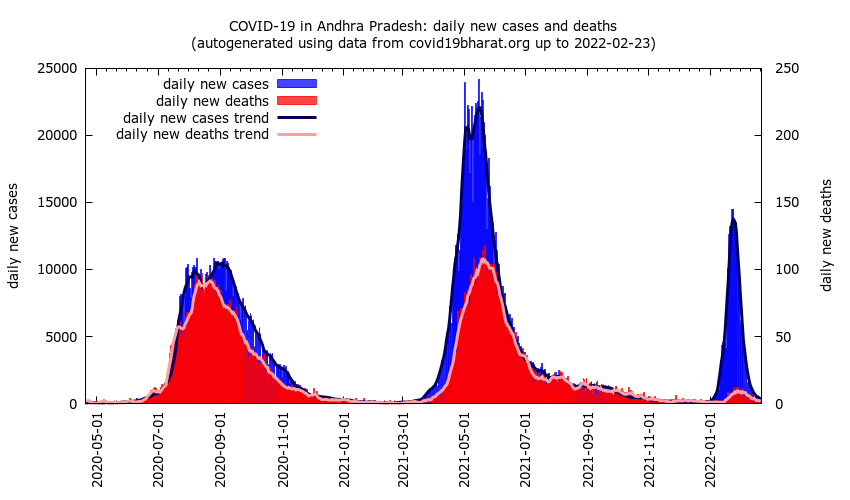 COVID-19 in Andhra Pradesh: daily new cases and deaths
(autogenerated using data from covid19bharat.org up to 2022-02-23)
daily new cases
daily new deaths
daily new cases trend
daily new deaths trend
daily new cases
25000
20000
15000
10000
5000
0
250
200
150
100
50
0
daily new deaths
2020-05-01
2020-07-01
2020-09-01
2020-11-01
2021-01-01
2021-03-01
2021-05-01
2021-07-01
2021-09-01
2021-11-01
2022-01-01